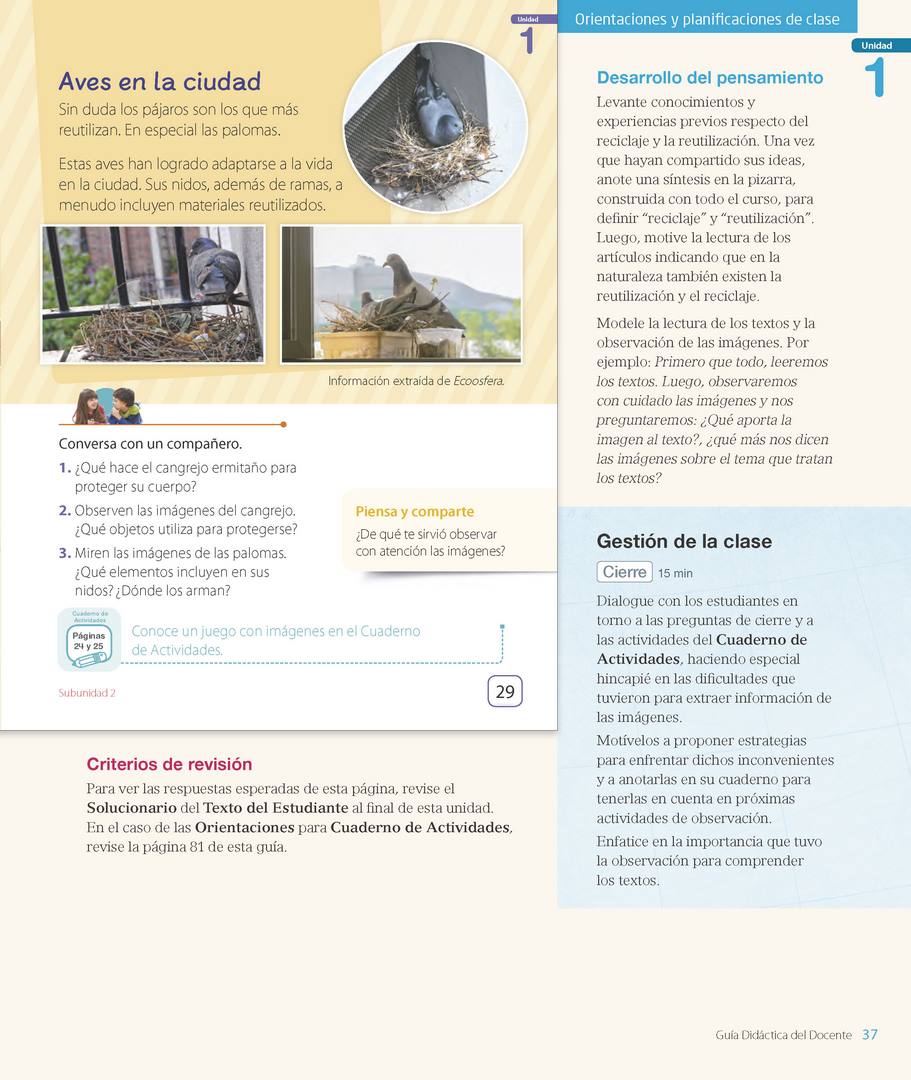 Unidad
1
Aves en la ciudad
Sin duda los pájaros son los que más
reutilizan. En especial las palomas.
Estas aves han logrado adaptarse a la vida
en la ciudad. Sus nidos, además de ramas, a
menudo incluyen materiales reutilizados.
Información extraída de Ecoosfera.
Conversa con un compañero.
1. ¿Qué hace el cangrejo ermitaño para
proteger su cuerpo?
2. Observen las imágenes del cangrejo.
¿Qué objetos utiliza para protegerse?
3. Miren las imágenes de las palomas.
¿Qué elementos incluyen en sus
nidos? ¿Dónde los arman?
Piensa y comparte
¿De qué te sirvió observar
con atención las imágenes?
Cuaderno de
Actividades
Páginas
24 y 25
Conoce un juego con imágenes en el Cuaderno
de Actividades.
Subunidad 2
29
Criterios de revisión
Para ver las respuestas esperadas de esta página, revise el
Solucionario del Texto del Estudiante al final de esta unidad.
En el caso de las Orientaciones para Cuaderno de Actividades,
revise la página 81 de esta guía.
Orientaciones y planificaciones de clase
Unidad
1
Desarrollo del pensamiento
Levante conocimientos y
experiencias previos respecto del
reciclaje y la reutilización. Una vez
que hayan compartido sus ideas,
anote una síntesis en la pizarra,
construida con todo el curso, para
definir “reciclaje” y “reutilización”.
Luego, motive la lectura de los
artículos indicando que en la
naturaleza también existen la
reutilización y el reciclaje.
Modele la lectura de los textos y la
observación de las imágenes. Por
ejemplo: Primero que todo, leeremos
los textos. Luego, observaremos
con cuidado las imágenes y nos
preguntaremos: ¿Qué aporta la
imagen al texto?, ¿qué más nos dicen
las imágenes sobre el tema que tratan
los textos?
Gestión de la clase
Cierre 15 min
Dialogue con los estudiantes en
torno a las preguntas de cierre y a
las actividades del Cuaderno de
Actividades, haciendo especial
hincapié en las dificultades que
tuvieron para extraer información de
las imágenes.
Motívelos a proponer estrategias
para enfrentar dichos inconvenientes
y a anotarlas en su cuaderno para
tenerlas en cuenta en próximas
actividades de observación.
Enfatice en la importancia que tuvo
la observación para comprender
los textos.
Guía Didáctica del Docente 37